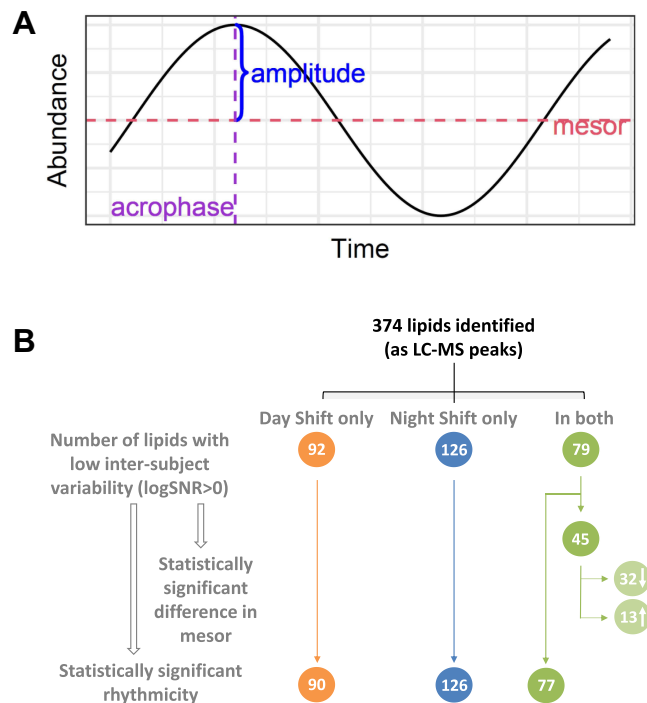 A
Abundance
amplitude
mesor
acrophase
Time
B
374 lipids identified
(as LC-MS peaks)
Day Shift only
Night Shift only
In both
Number of lipids with
low inter-subject
variability (logSNR>0)
92
126
79
45
Statistically
significant
difference in
mesor
32↓
13↑
Statistically significant
rhythmicity
90
126
77